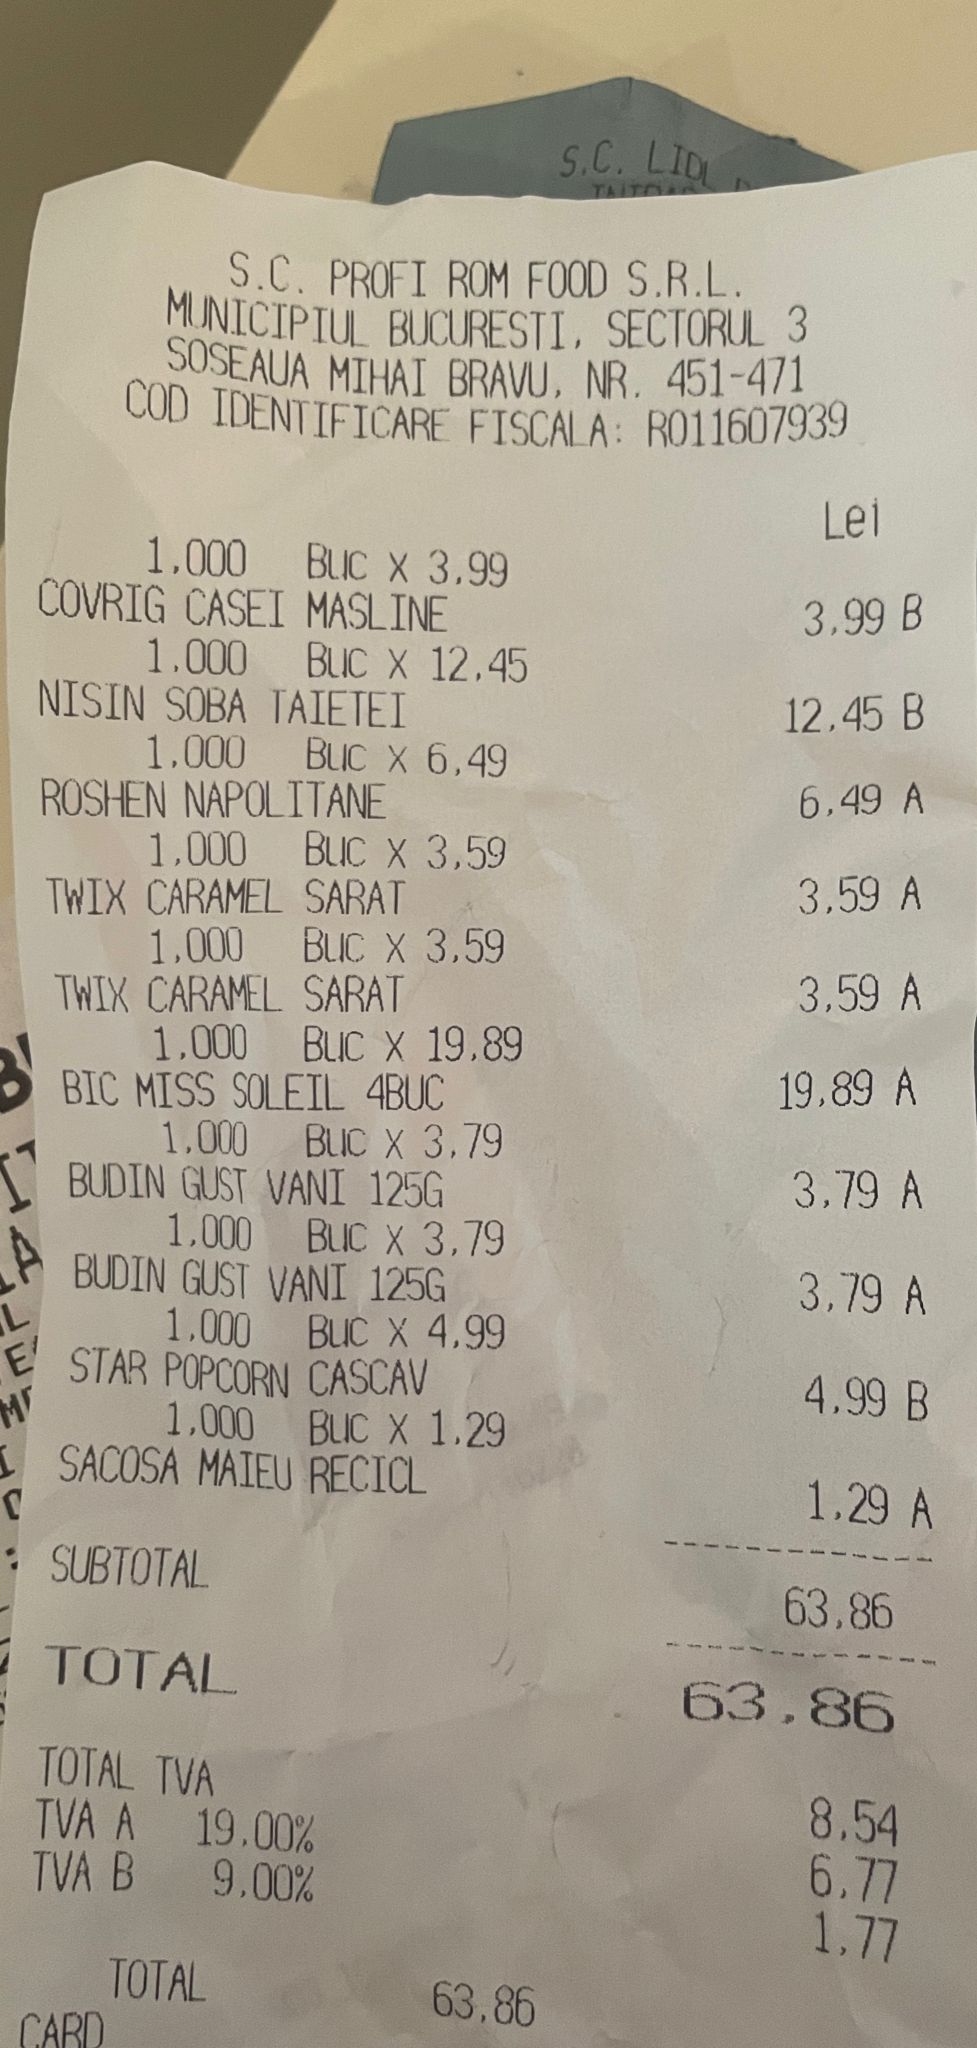 S.C. LIDL
S.C. PROFI ROM FOOD S.R.L.
MUNICIPIUL BUCURESTI, SECTORUL 3
SOSEAUA MIHAI BRAVU, NR. 451-471
COD IDENTIFICARE FISCALA: RO11607939
Lei
1.000 BUC X 3.99
COVRIG CASEI MASLINE 3.99 B
1.000 BUC X 12.45
NISIN SOBA TAIETEI 12.45 B
1.000 BUC X 6.49
ROSHEN NAPOLITANE 6.49 A
1.000 BUC X 3.59
TWIX CARAMEL SARAT 3.59 A
1.000 BUC X 3.59
TWIX CARAMEL SARAT 3.59 A
1.000 BUC X 19.89
BIC MISS SOLEIL 4BUC 19.89 A
1.000 BUC X 3.79
BUDIN GUST VANI 125G 3.79 A
1.000 BUC X 3.79
BUDIN GUST VANI 125G 3.79 A
1.000 BUC X 4.99
STAR POPCORN CASCAV 4.99 B
1.000 BUC X 1.29
SACOSA MAIEU RECICL 1.29 A
SUBTOTAL 63.86
TOTAL 63.86
TOTAL TVA 8.54
TVA A 19.00% 6.77
TVA B 9.00% 1.77
TOTAL 63.86
CARD